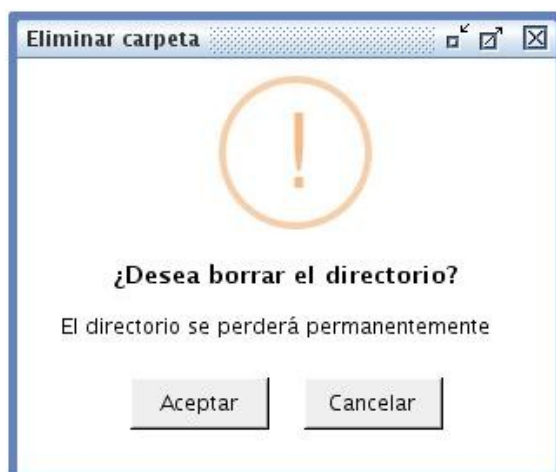 Eliminar carpeta
!
¿Desea borrar el directorio?
El directorio se perderá permanentemente
Aceptar
Cancelar